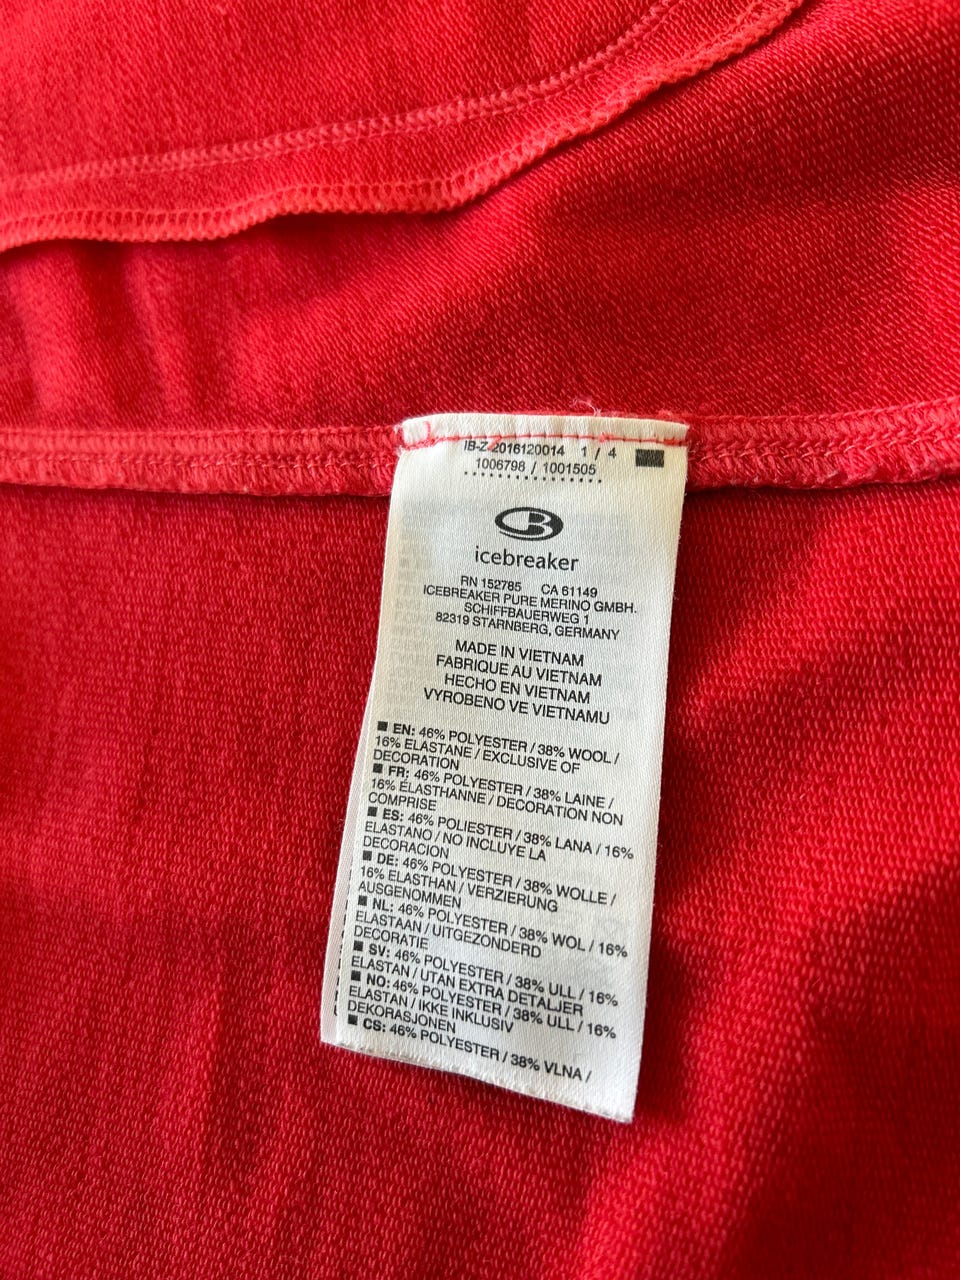 IB-Z 2016120014 1 / 4
1006798 / 1001505
icebreaker
RN 152785 CA 61149
ICEBREAKER PURE MERINO GMBH.
SCHIFFBAUERWEG 1
82319 STARNBERG, GERMANY
MADE IN VIETNAM
FABRIQUE AU VIETNAM
HECHO EN VIETNAM
VYROBENO VE VIETNAMU
■ EN: 46% POLYESTER / 38% WOOL /
16% ELASTANE / EXCLUSIVE OF
DECORATION
■ FR: 46% POLYESTER / 38% LAINE /
16% ÉLASTHANNE / DECORATION NON
COMPRISE
■ ES: 46% POLIESTER / 38% LANA / 16%
ELASTANO / NO INCLUYE LA
DECORACION
■ DE: 46% POLYESTER / 38% WOLLE /
16% ELASTHAN / VERZIERUNG
AUSGENOMMEN
■ NL: 46% POLYESTER / 38% WOL / 16%
ELASTAAN / UITGEZONDERD
DECORATIE
■ SV: 46% POLYESTER / 38% ULL / 16%
ELASTAN / UTAN EXTRA DETALJER
■ NO: 46% POLYESTER / 38% ULL / 16%
ELASTAN / IKKE INKLUSIV
DEKORASJONEN
■ CS: 46% POLYESTER / 38% VLNA /